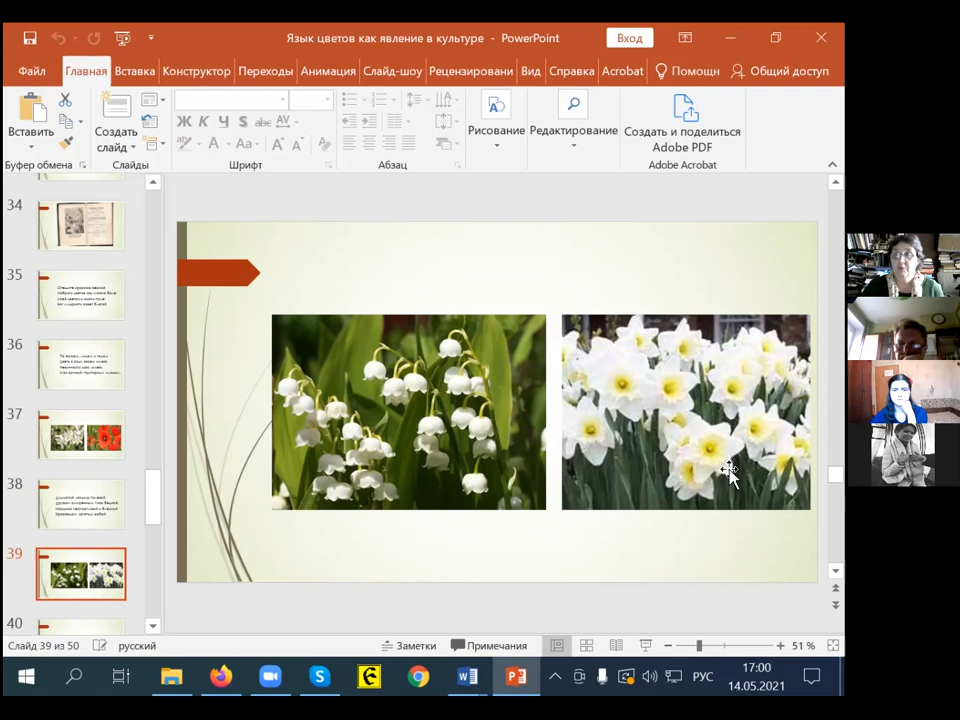 Язык цветов как явление в культуре - PowerPoint
Вход
Файл Главная Вставка Конструктор Переходы Анимация Слайд-шоу Рецензировани Вид Справка Acrobat Помощн Общий доступ
Вставить
Создать слайд
Ж К Ч S abc AV
А Aa А А
Рисование
Редактирование
Создать и поделиться
Adobe PDF
Буфер обмена Слайды Шрифт Абзац Adobe Acrobat
34
35
36
37
38
39
40
Слайд 39 из 50 русский Заметки Примечания 51 %
РУС
17:00
14.05.2021